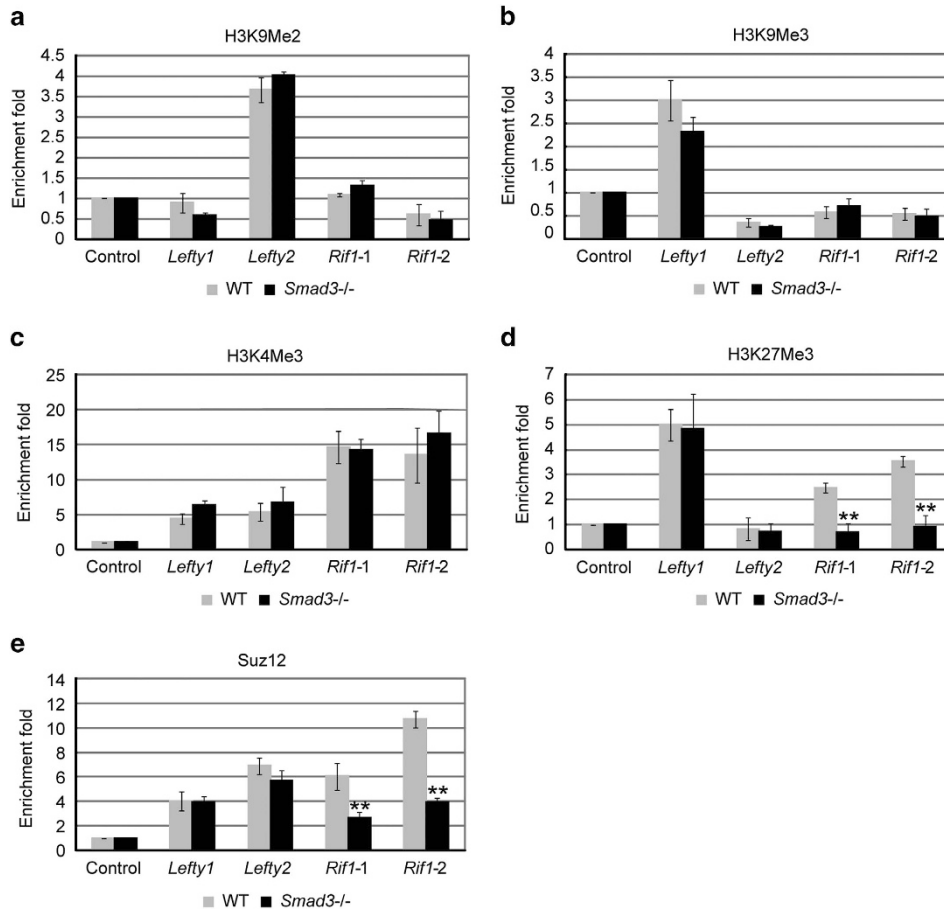 a
H3K9Me2
Enrichment fold
4.5
4
3.5
3
2.5
2
1.5
1
0.5
0
Control Lefty1 Lefty2 Rif1-1 Rif1-2
WT Smad3-/-
b
H3K9Me3
Enrichment fold
4
3.5
3
2.5
2
1.5
1
0.5
0
Control Lefty1 Lefty2 Rif1-1 Rif1-2
WT Smad3-/-
c
H3K4Me3
Enrichment fold
25
20
15
10
5
0
Control Lefty1 Lefty2 Rif1-1 Rif1-2
WT Smad3-/-
d
H3K27Me3
Enrichment fold
7
6
5
4
3
2
1
0
** **
Control Lefty1 Lefty2 Rif1-1 Rif1-2
WT Smad3-/-
e
Suz12
Enrichment fold
14
12
10
8
6
4
2
0
** **
Control Lefty1 Lefty2 Rif1-1 Rif1-2
WT Smad3-/-